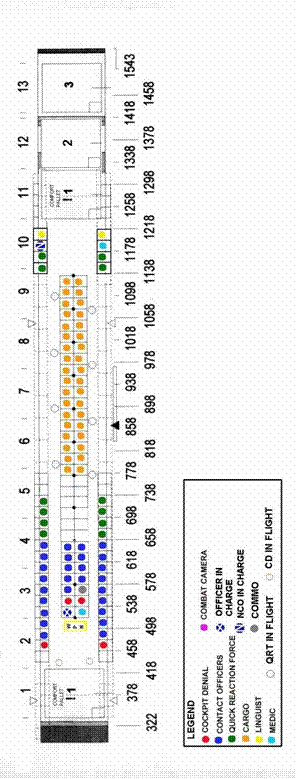 1 2 3 4 5 6 7 8 9 10 11 12 13
COMFORT
PALLET
1
N
COMFORT
PALLET
1
2
3
322 378 418 458 498 538 578 618 658 698 738 778 818 858 898 938 978 1018 1058 1098 1138 1178 1218 1258 1298 1338 1378 1418 1458 1543
LEGEND
COCKPIT DENIAL
CONTACT OFFICERS
QUICK REACTION FORCE
CARGO
LINGUIST
MEDIC
COMBAT CAMERA
OFFICER IN
CHARGE
N NCO IN CHARGE
COMMO
QRT IN FLIGHT
CD IN FLIGHT